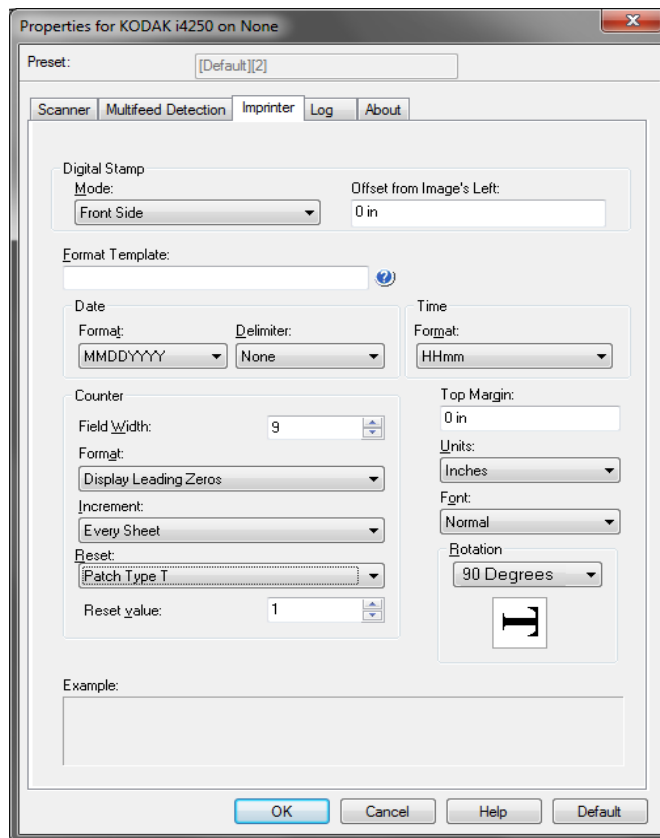 Properties for KODAK i4250 on None
Preset: [Default][2]
Scanner Multifeed Detection Imprinter Log About
Digital Stamp
Mode: Offset from Image's Left:
Front Side 0 in
Format Template:
Date Time
Format: Delimiter: Format:
MMDDYYYY None HHmm
Counter
Field Width: 9
Format:
Display Leading Zeros
Increment:
Every Sheet
Reset:
Patch Type T
Reset value: 1
Top Margin:
0 in
Units:
Inches
Font:
Normal
Rotation
90 Degrees
T
Example:
OK Cancel Help Default